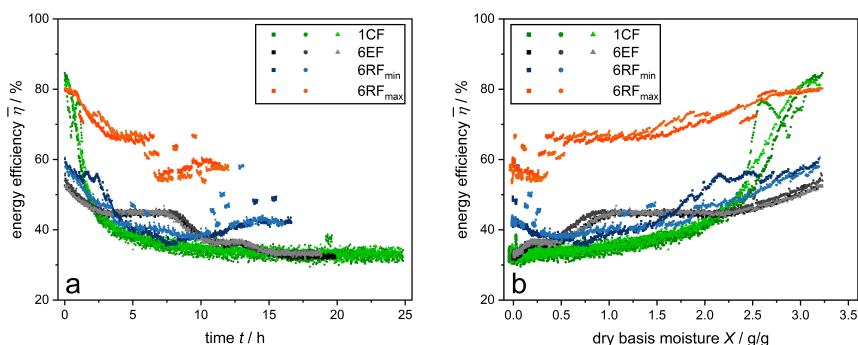 100
80
60
40
20
energy efficiency η̅ / %
1CF
6EF
6RFmin
6RFmax
a
0 5 10 15 20 25
time t / h
100
80
60
40
20
energy efficiency η̅ / %
1CF
6EF
6RFmin
6RFmax
b
0.0 0.5 1.0 1.5 2.0 2.5 3.0 3.5
dry basis moisture X / g/g